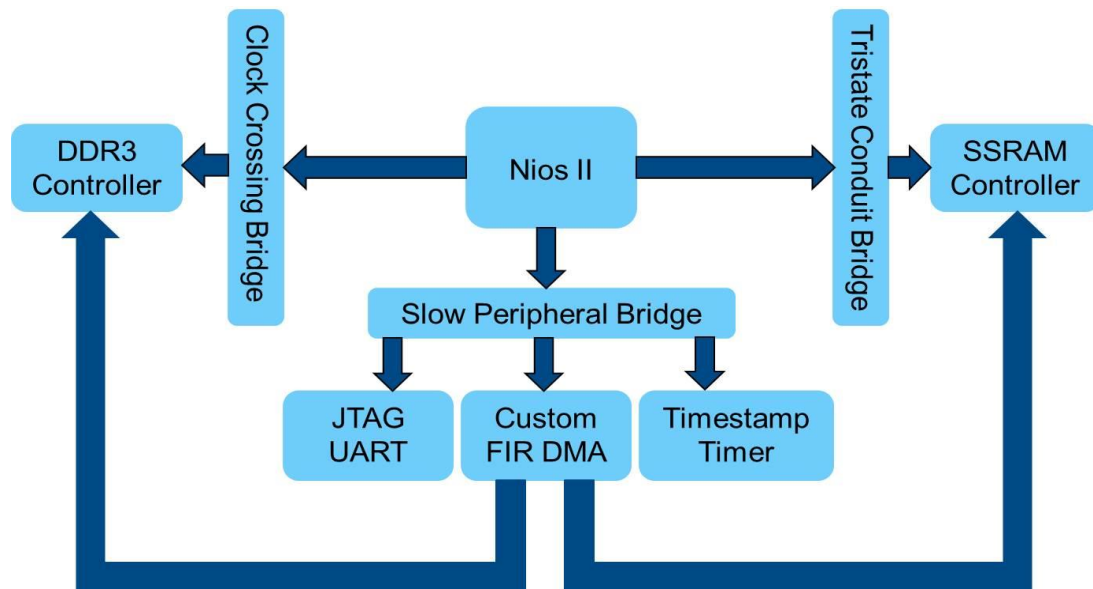 Clock Crossing Bridge
Tristate Conduit Bridge
DDR3
Controller
Nios II
SSRAM
Controller
Slow Peripheral Bridge
JTAG
UART
Custom
FIR DMA
Timestamp
Timer